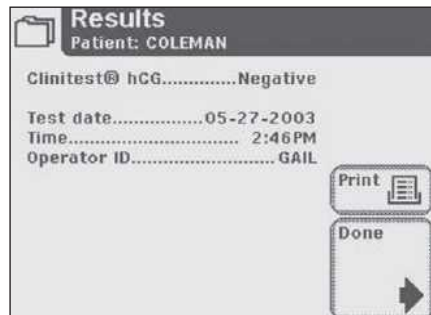 Results
Patient: COLEMAN
Clinitest® hCG..............Negative
Test date.................05-27-2003
Time.............................. 2:46PM
Operator ID.........................GAIL
Print
Done